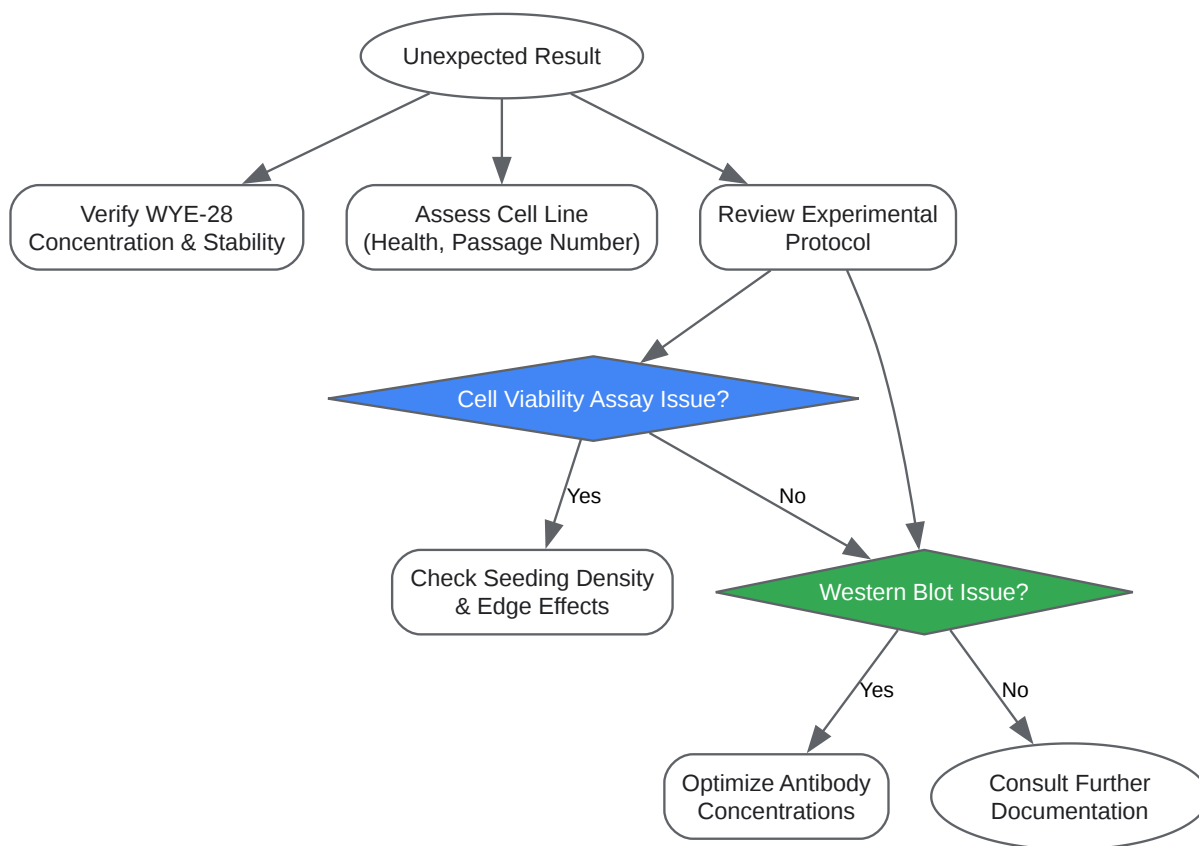 Unexpected Result
Verify WYE-28
Concentration & Stability
Assess Cell Line
(Health, Passage Number)
Review Experimental
Protocol
Cell Viability Assay Issue?
Yes
No
Check Seeding Density
& Edge Effects
Western Blot Issue?
Yes
No
Optimize Antibody
Concentrations
Consult Further
Documentation